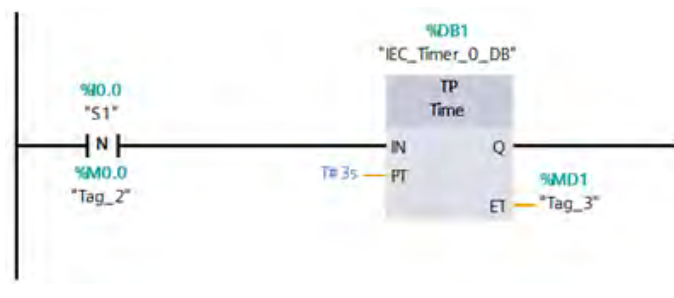 %DB1
"IEC_Timer_0_DB"
%I0.0
"S1"
N
%M0.0
"Tag_2"
TP
Time
IN
Q
T#3s
PT
%MD1
ET
"Tag_3"